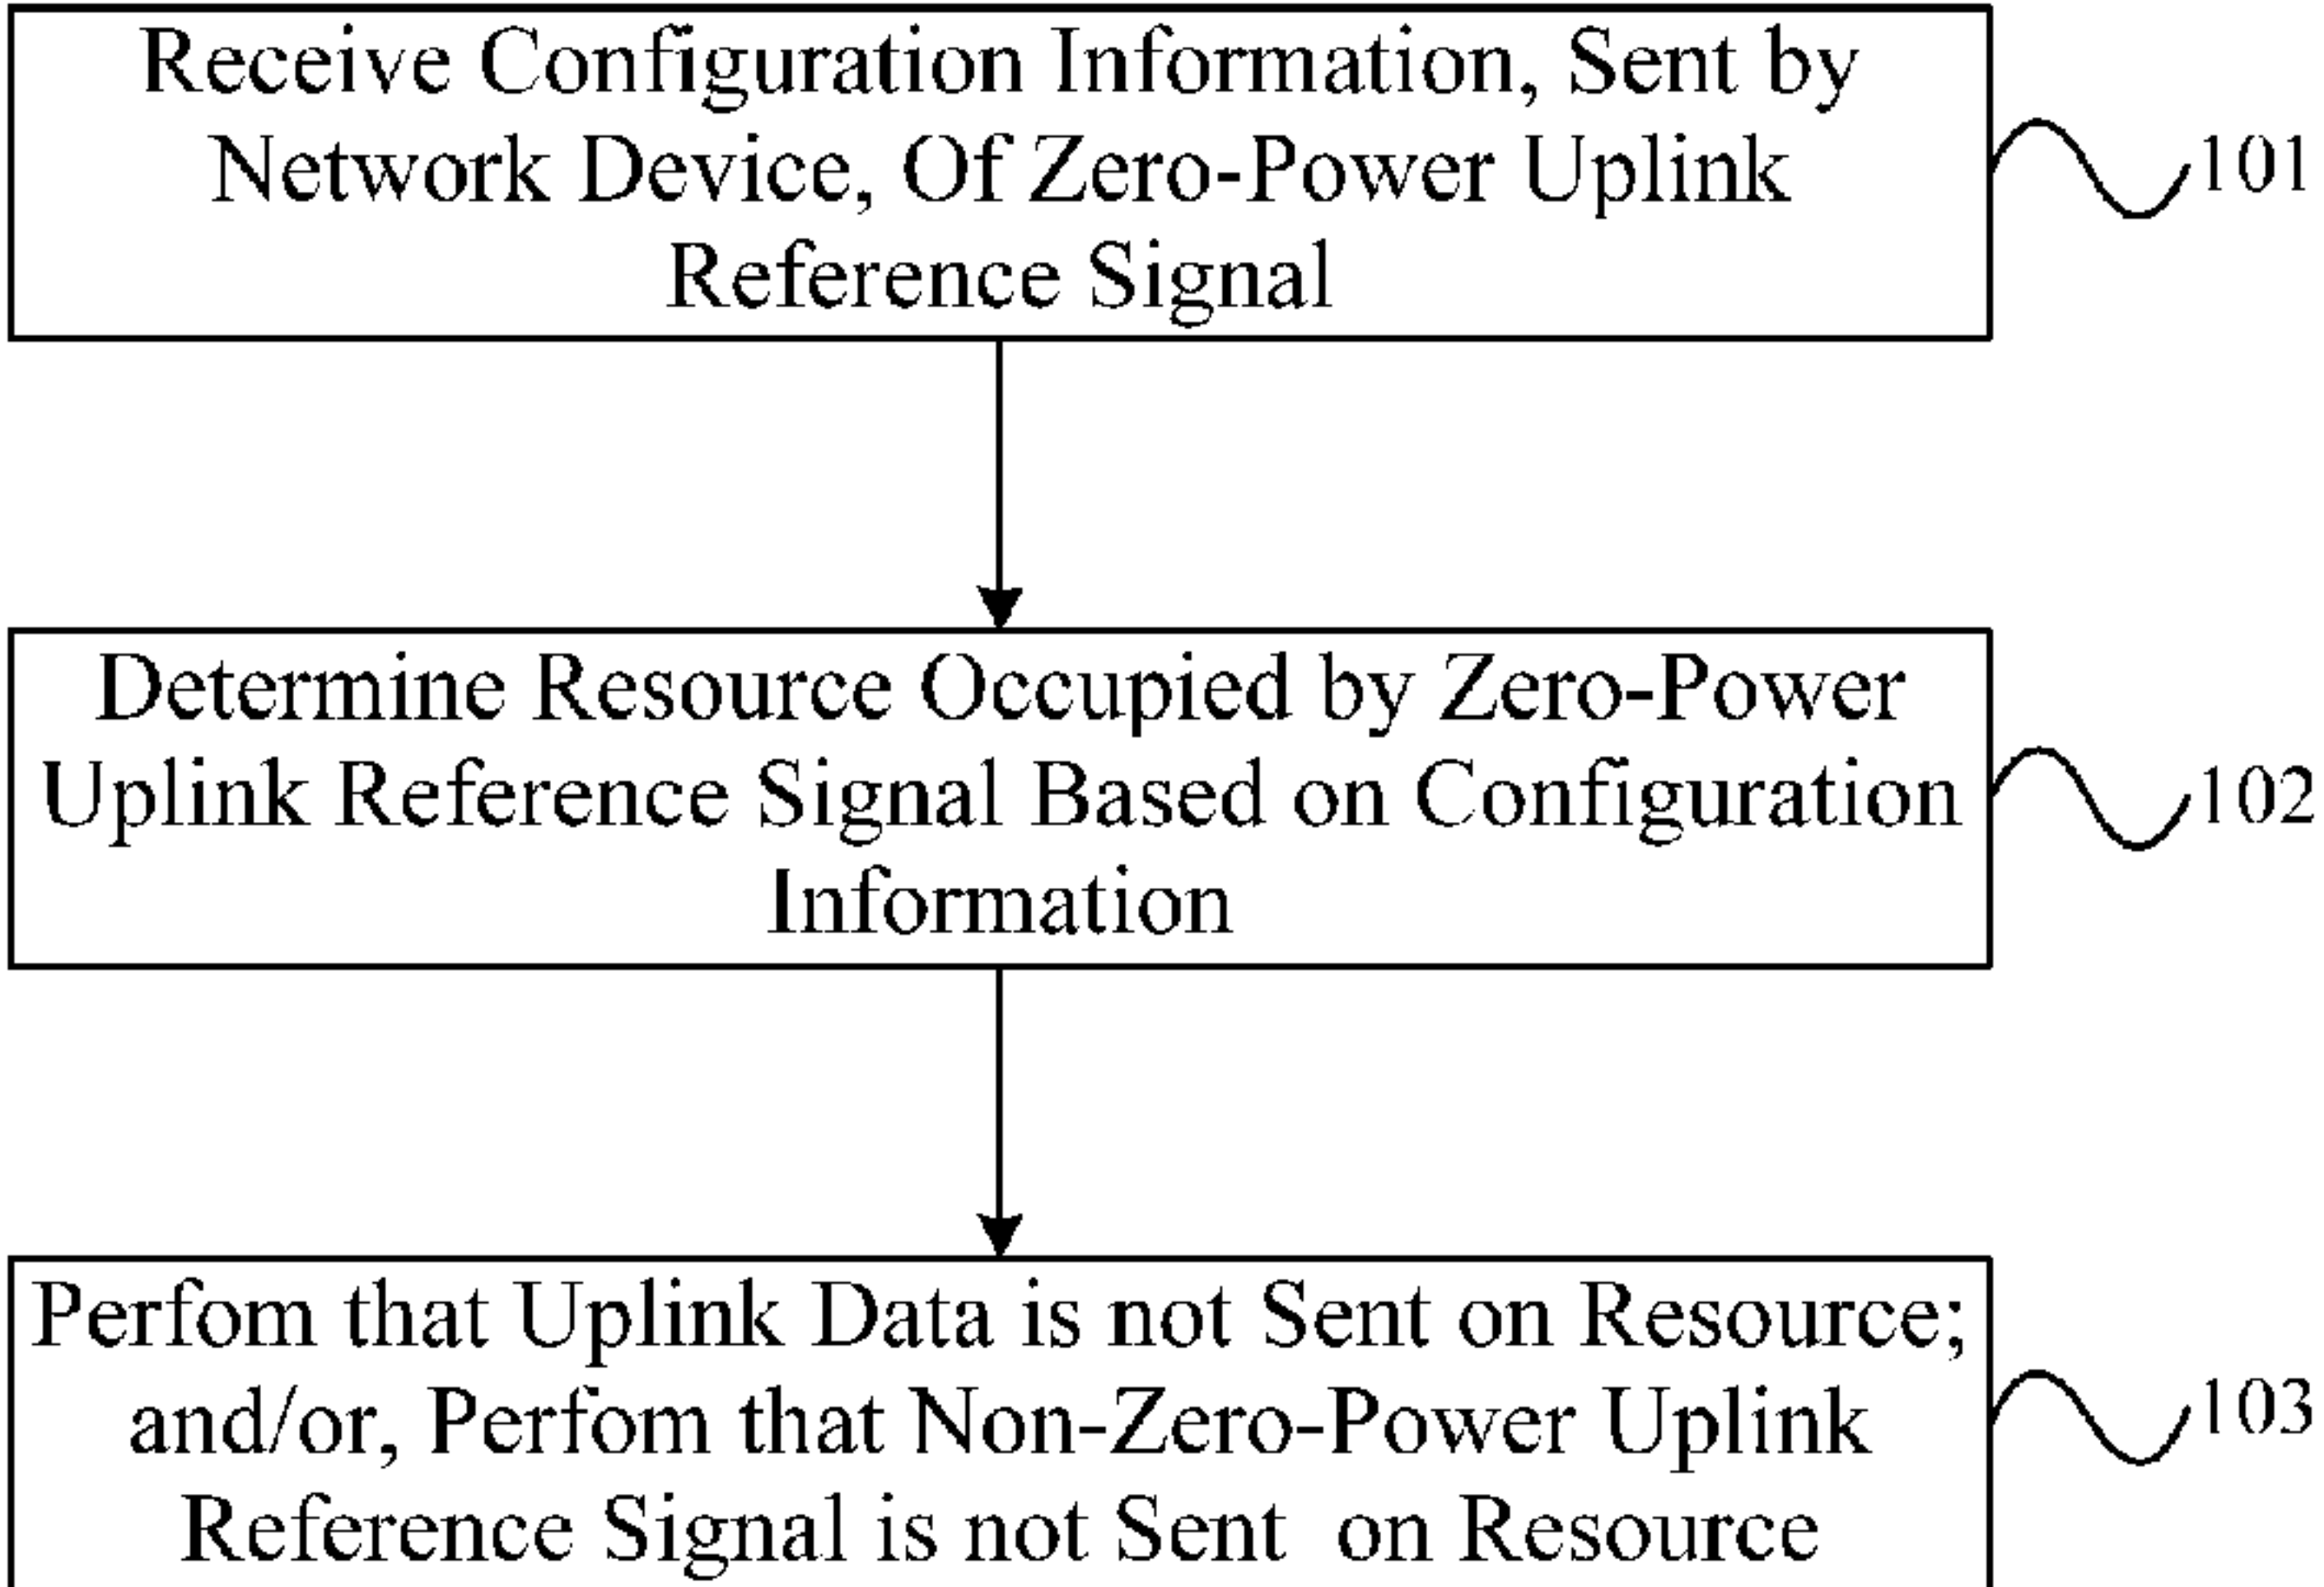 Receive Configuration Information, Sent by
Network Device, Of Zero-Power Uplink
Reference Signal
101
Determine Resource Occupied by Zero-Power
Uplink Reference Signal Based on Configuration
Information
102
Perfom that Uplink Data is not Sent on Resource;
and/or, Perfom that Non-Zero-Power Uplink
Reference Signal is not Sent on Resource
103